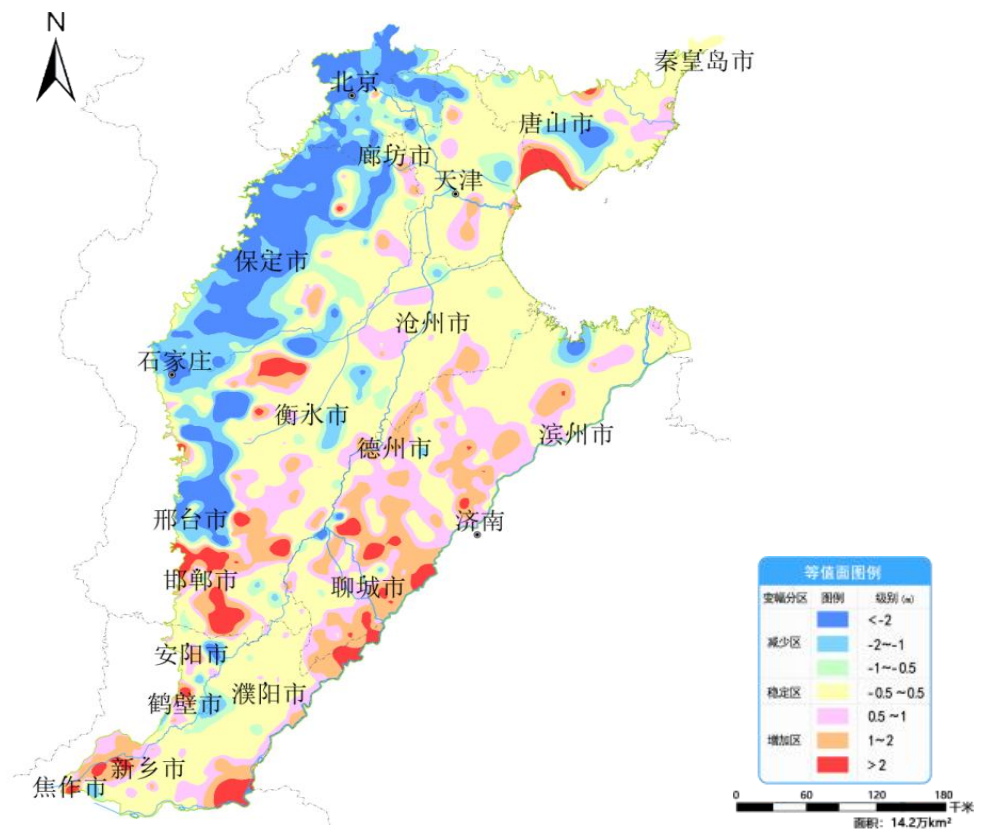 N
秦皇岛市
北京
唐山市
廊坊市
天津
保定市
沧州市
石家庄
衡水市
滨州市
德州市
邢台市
济南
邯郸市
聊城市
安阳市
鹤壁市
濮阳市
新乡市
焦作市
等值面图例
变幅分区 图例 级别 (m)
减少区
<-2
-2~-1
-1~-0.5
稳定区 -0.5~0.5
增加区
0.5~1
1~2
>2
0 60 120 180
千米
面积：14.2万km²